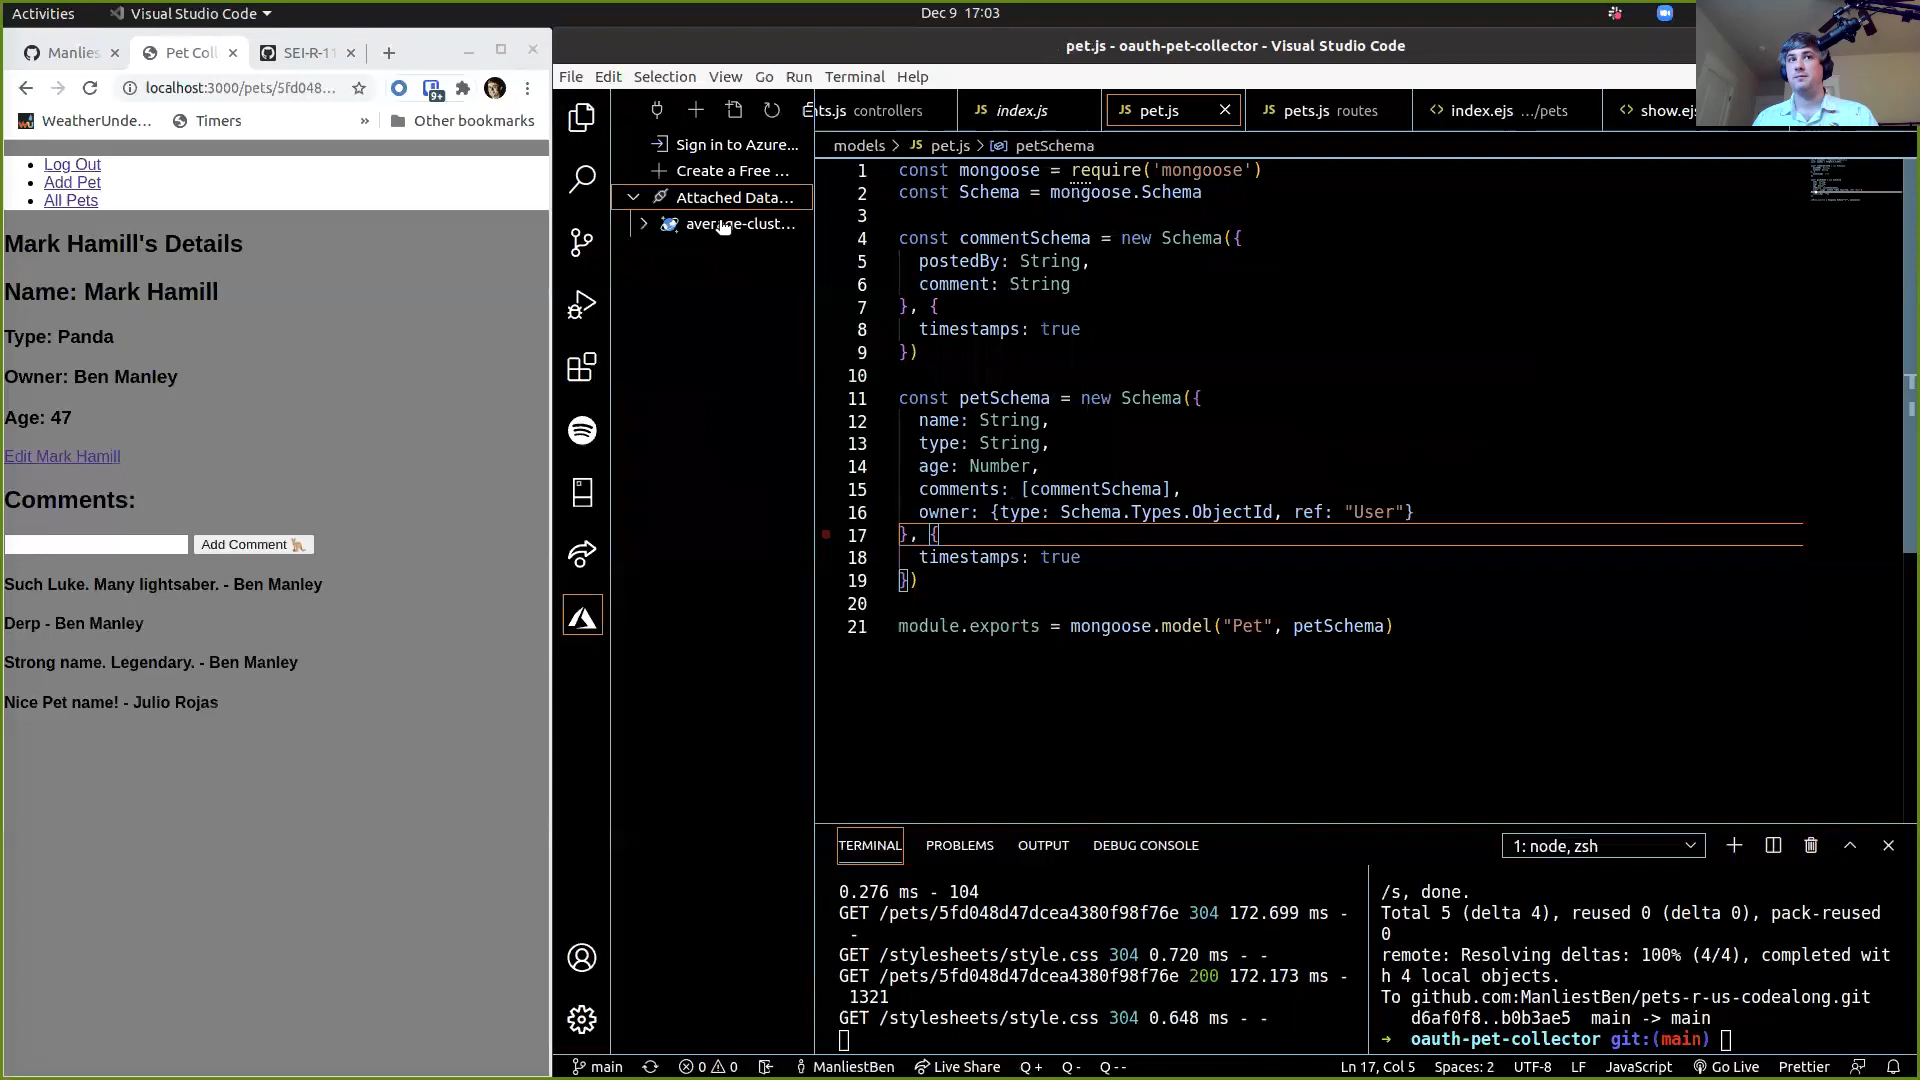 Activities
Visual Studio Code
Dec 9 17:03
Manlies
Pet Coll
SEI-R-11
pet.js - oauth-pet-collector - Visual Studio Code
localhost:3000/pets/5fd048...
9+
WeatherUnde...
Timers
»
Other bookmarks
File Edit Selection View Go Run Terminal Help
nts.js controllers
JS index.js
JS pet.js
JS pets.js routes
<> index.ejs .../pets
<> show.ejs
Log Out
Add Pet
All Pets
Mark Hamill's Details
Name: Mark Hamill
Type: Panda
Owner: Ben Manley
Age: 47
Edit Mark Hamill
Comments:
Add Comment
Such Luke. Many lightsaber. - Ben Manley
Derp - Ben Manley
Strong name. Legendary. - Ben Manley
Nice Pet name! - Julio Rojas
Sign in to Azure...
Create a Free ...
Attached Data...
average-clust...
models > JS pet.js > petSchema
1 const mongoose = require('mongoose')
2 const Schema = mongoose.Schema
3
4 const commentSchema = new Schema({
5 postedBy: String,
6 comment: String
7 }, {
8 timestamps: true
9 })
10
11 const petSchema = new Schema({
12 name: String,
13 type: String,
14 age: Number,
15 comments: [commentSchema],
16 owner: {type: Schema.Types.ObjectId, ref: "User"}
17 }, {
18 timestamps: true
19 })
20
21 module.exports = mongoose.model("Pet", petSchema)
TERMINAL PROBLEMS OUTPUT DEBUG CONSOLE
1: node, zsh
0.276 ms - 104
GET /pets/5fd048d47dcea4380f98f76e 304 172.699 ms -
-
GET /stylesheets/style.css 304 0.720 ms - -
GET /pets/5fd048d47dcea4380f98f76e 200 172.173 ms -
1321
GET /stylesheets/style.css 304 0.648 ms - -
/s, done.
Total 5 (delta 4), reused 0 (delta 0), pack-reused
0
remote: Resolving deltas: 100% (4/4), completed wit
h 4 local objects.
To github.com:ManliestBen/pets-r-us-codealong.git
d6af0f8..b0b3ae5 main -> main
→ oauth-pet-collector git:(main)
main
0 0
ManliestBen
Live Share
Q +
Q -
Q --
Ln 17, Col 5
Spaces: 2
UTF-8
LF
JavaScript
Go Live
Prettier